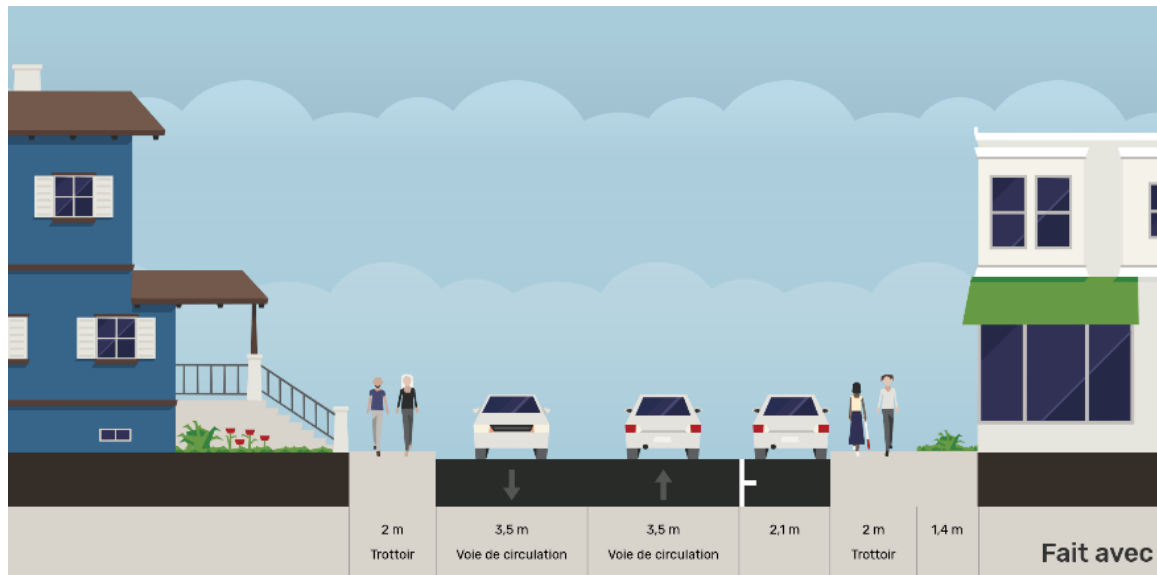 2 m
Trottoir
3,5 m
Voie de circulation
3,5 m
Voie de circulation
2,1 m
2 m
Trottoir
1,4 m
Fait avec